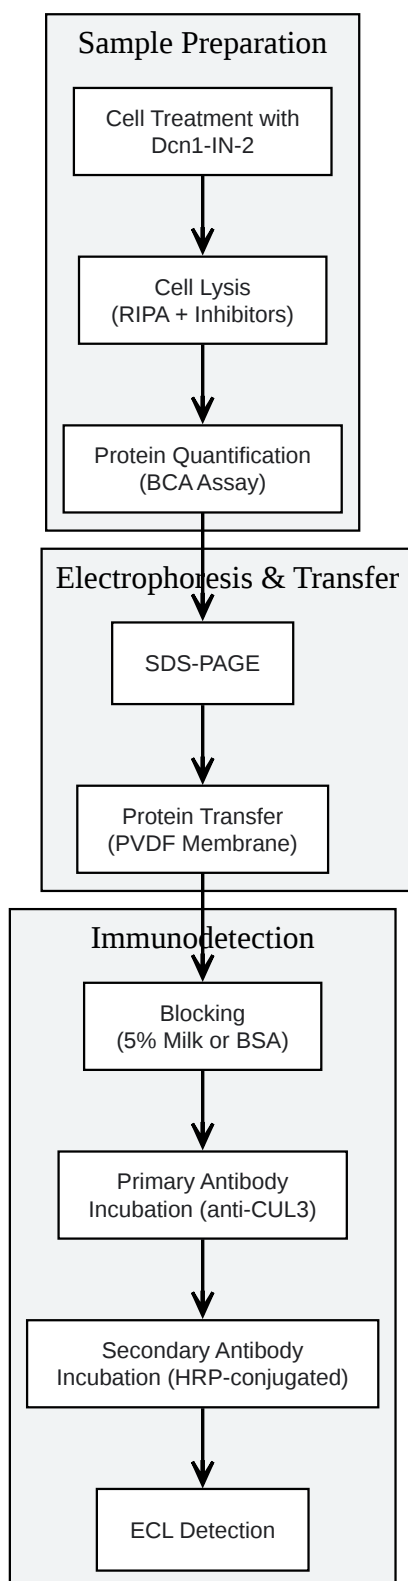 Sample Preparation
Cell Treatment with
Dcn1-IN-2
Cell Lysis
(RIPA + Inhibitors)
Protein Quantification
(BCA Assay)
Electrophoresis & Transfer
SDS-PAGE
Protein Transfer
(PVDF Membrane)
Immunodetection
Blocking
(5% Milk or BSA)
Primary Antibody
Incubation (anti-CUL3)
Secondary Antibody
Incubation (HRP-conjugated)
ECL Detection